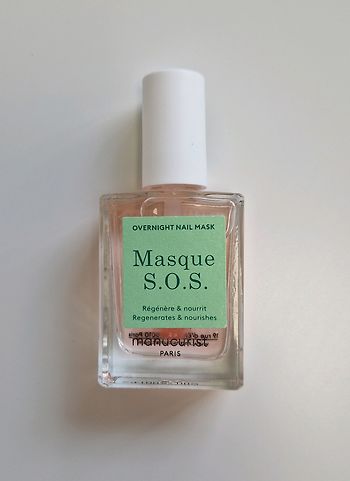 OVERNIGHT NAIL MASK
Masque
S.O.S.
Régénère & nourrit
Regenerates & nourishes
manucurist
PARIS